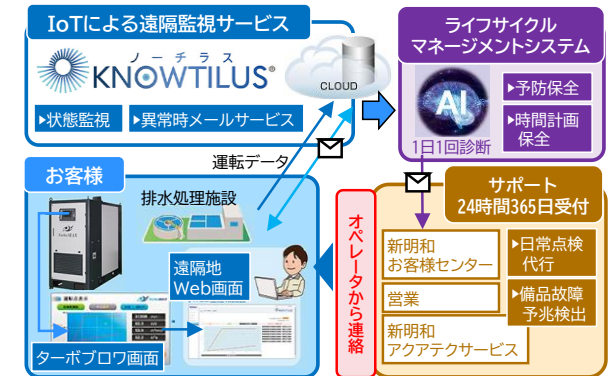 IoTによる遠隔監視サービス
ノーチラス
KNOWTILUS®
CLOUD
▶状態監視
▶異常時メールサービス
ライフサイクル
マネージメントシステム
AI
1日1回診断
▶予防保全
▶時間計画
保全
運転データ
お客様
排水処理施設
遠隔地
Web画面
ターボブロワ画面
オペレータから連絡
サポート
24時間365日受付
新明和
お客様センター
営業
新明和
アクアテクサービス
▶日常点検
代行
▶備品故障
予兆検出